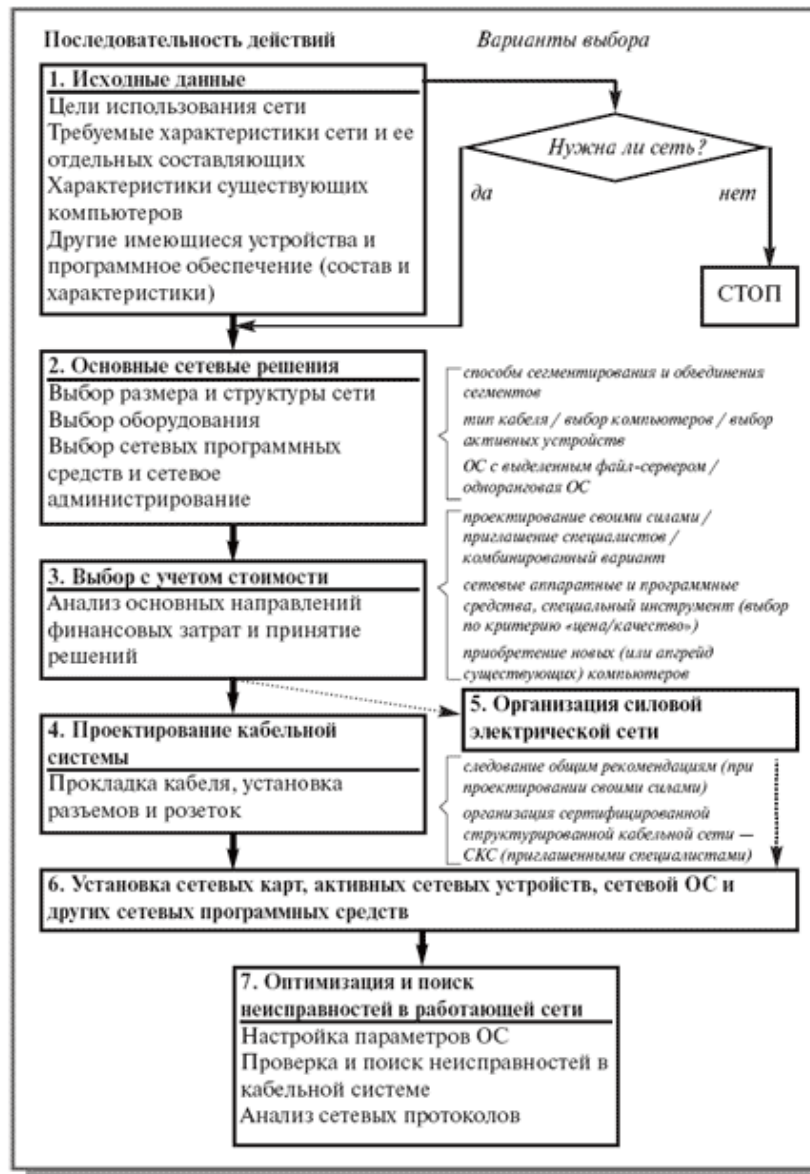 Последовательность действий
Варианты выбора
1. Исходные данные
Цели использования сети
Требуемые характеристики сети и ее
отдельных составляющих
Характеристики существующих
компьютеров
Другие имеющиеся устройства и
программное обеспечение (состав и
характеристики)
Нужна ли сеть?
да
нет
СТОП
2. Основные сетевые решения
Выбор размера и структуры сети
Выбор оборудования
Выбор сетевых программных
средств и сетевое
администрирование
способы сегментирования и объединения
сегментов
тип кабеля / выбор компьютеров / выбор
активных устройств
ОС с выделенным файл-сервером /
одноранговая ОС
3. Выбор с учетом стоимости
Анализ основных направлений
финансовых затрат и принятие
решений
проектирование своими силами /
приглашение специалистов /
комбинированный вариант
сетевые аппаратные и программные
средства, специальный инструмент (выбор
по критерию «цена/качество»)
приобретение новых (или апгрейд
существующих) компьютеров
5. Организация силовой
электрической сети
4. Проектирование кабельной
системы
Прокладка кабеля, установка
разъемов и розеток
следование общим рекомендациям (при
проектировании своими силами)
организация сертифицированной
структурированной кабельной сети —
СКС (приглашенными специалистами)
6. Установка сетевых карт, активных сетевых устройств, сетевой ОС и
других сетевых программных средств
7. Оптимизация и поиск
неисправностей в работающей сети
Настройка параметров ОС
Проверка и поиск неисправностей в
кабельной системе
Анализ сетевых протоколов